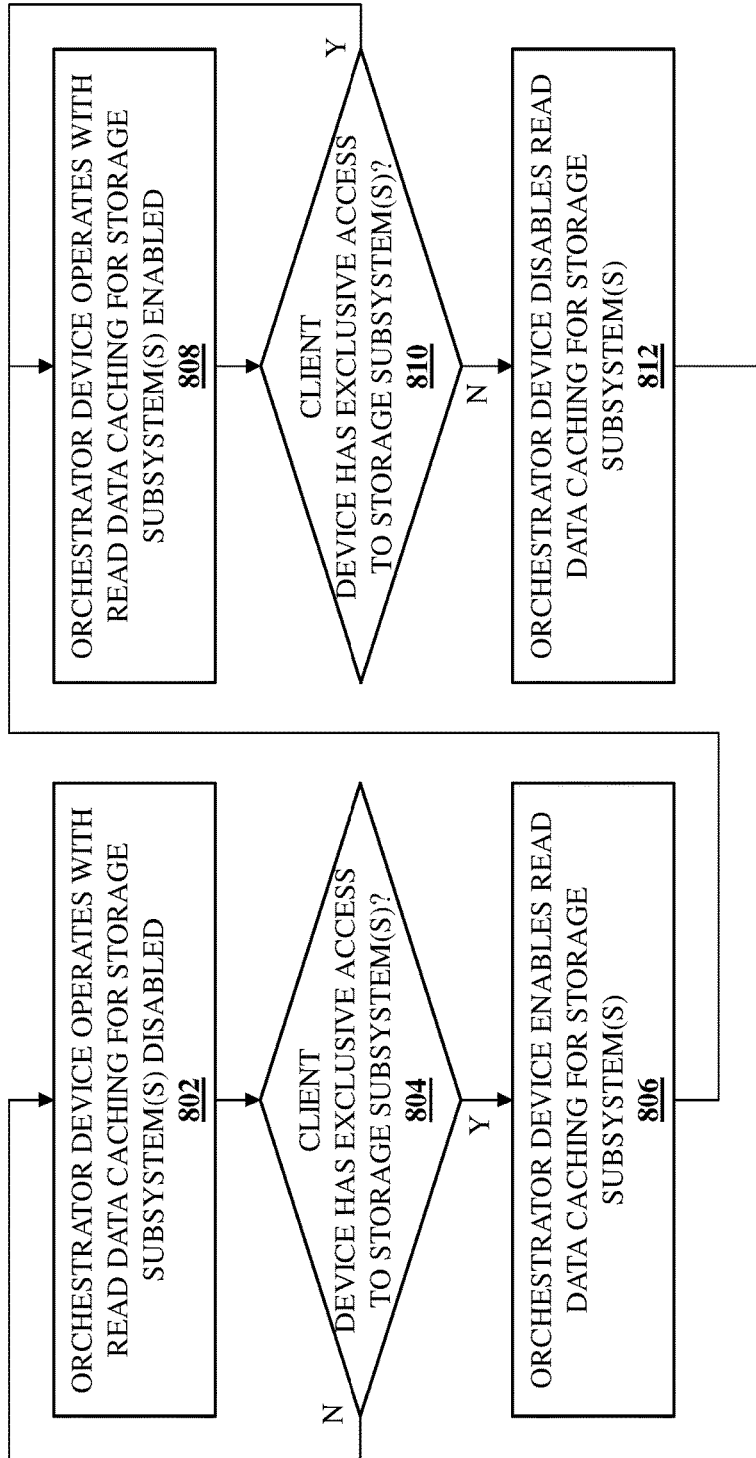 ORCHESTRATOR DEVICE OPERATES WITH
READ DATA CACHING FOR STORAGE
SUBSYSTEM(S) DISABLED
802
CLIENT
DEVICE HAS EXCLUSIVE ACCESS
TO STORAGE SUBSYSTEM(S)?
804
N
Y
ORCHESTRATOR DEVICE ENABLES READ
DATA CACHING FOR STORAGE
SUBSYSTEM(S)
806
ORCHESTRATOR DEVICE OPERATES WITH
READ DATA CACHING FOR STORAGE
SUBSYSTEM(S) ENABLED
808
CLIENT
DEVICE HAS EXCLUSIVE ACCESS
TO STORAGE SUBSYSTEM(S)?
810
Y
N
ORCHESTRATOR DEVICE DISABLES READ
DATA CACHING FOR STORAGE
SUBSYSTEM(S)
812